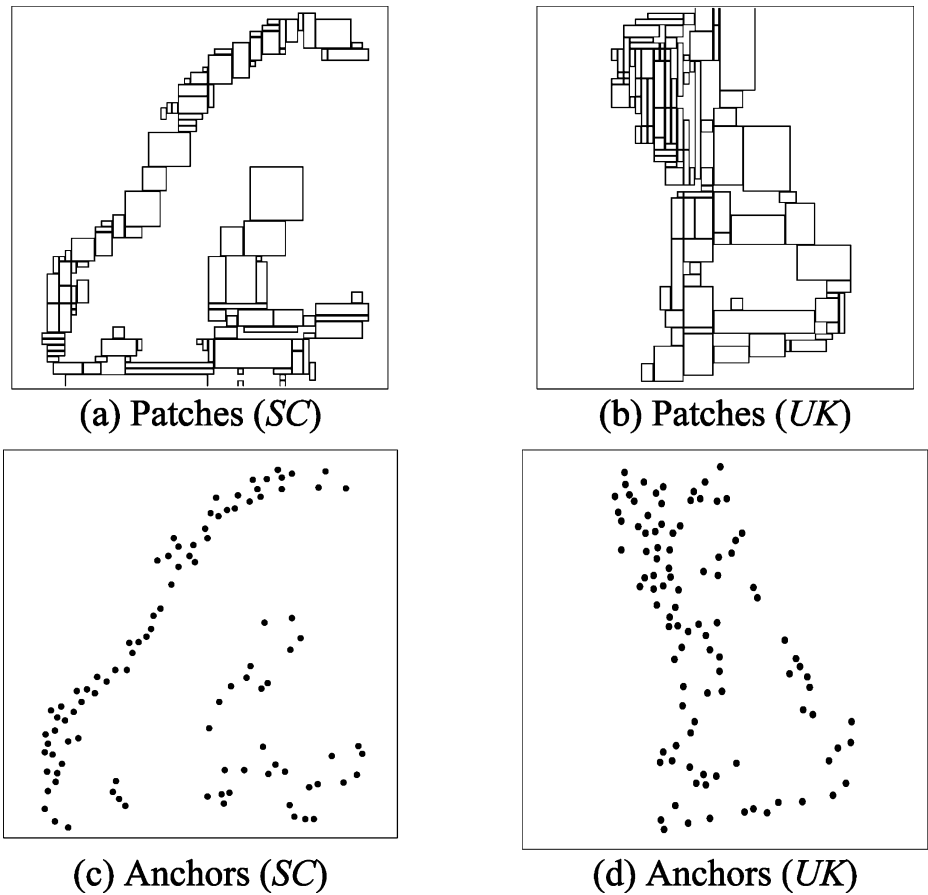 (a) Patches (SC)
(b) Patches (UK)
(c) Anchors (SC)
(d) Anchors (UK)